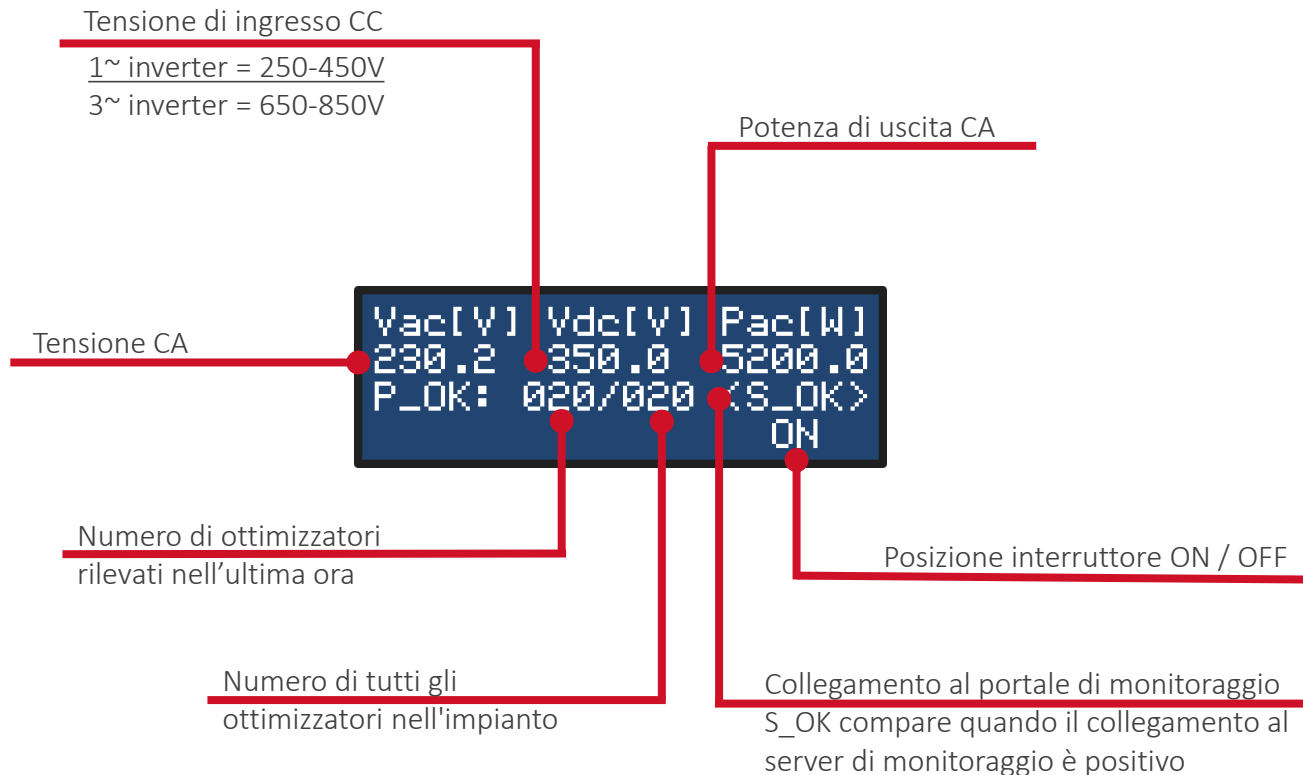 Tensione di ingresso CC
1~ inverter = 250-450V
3~ inverter = 650-850V
Potenza di uscita CA
Tensione CA
Vac[V] Vdc[V] Pac[W]
230.2 350.0 5200.0
P_OK: 020/020 <S_OK>
ON
Numero di ottimizzatori
rilevati nell’ultima ora
Posizione interruttore ON / OFF
Numero di tutti gli
ottimizzatori nell'impianto
Collegamento al portale di monitoraggio
S_OK compare quando il collegamento al
server di monitoraggio è positivo